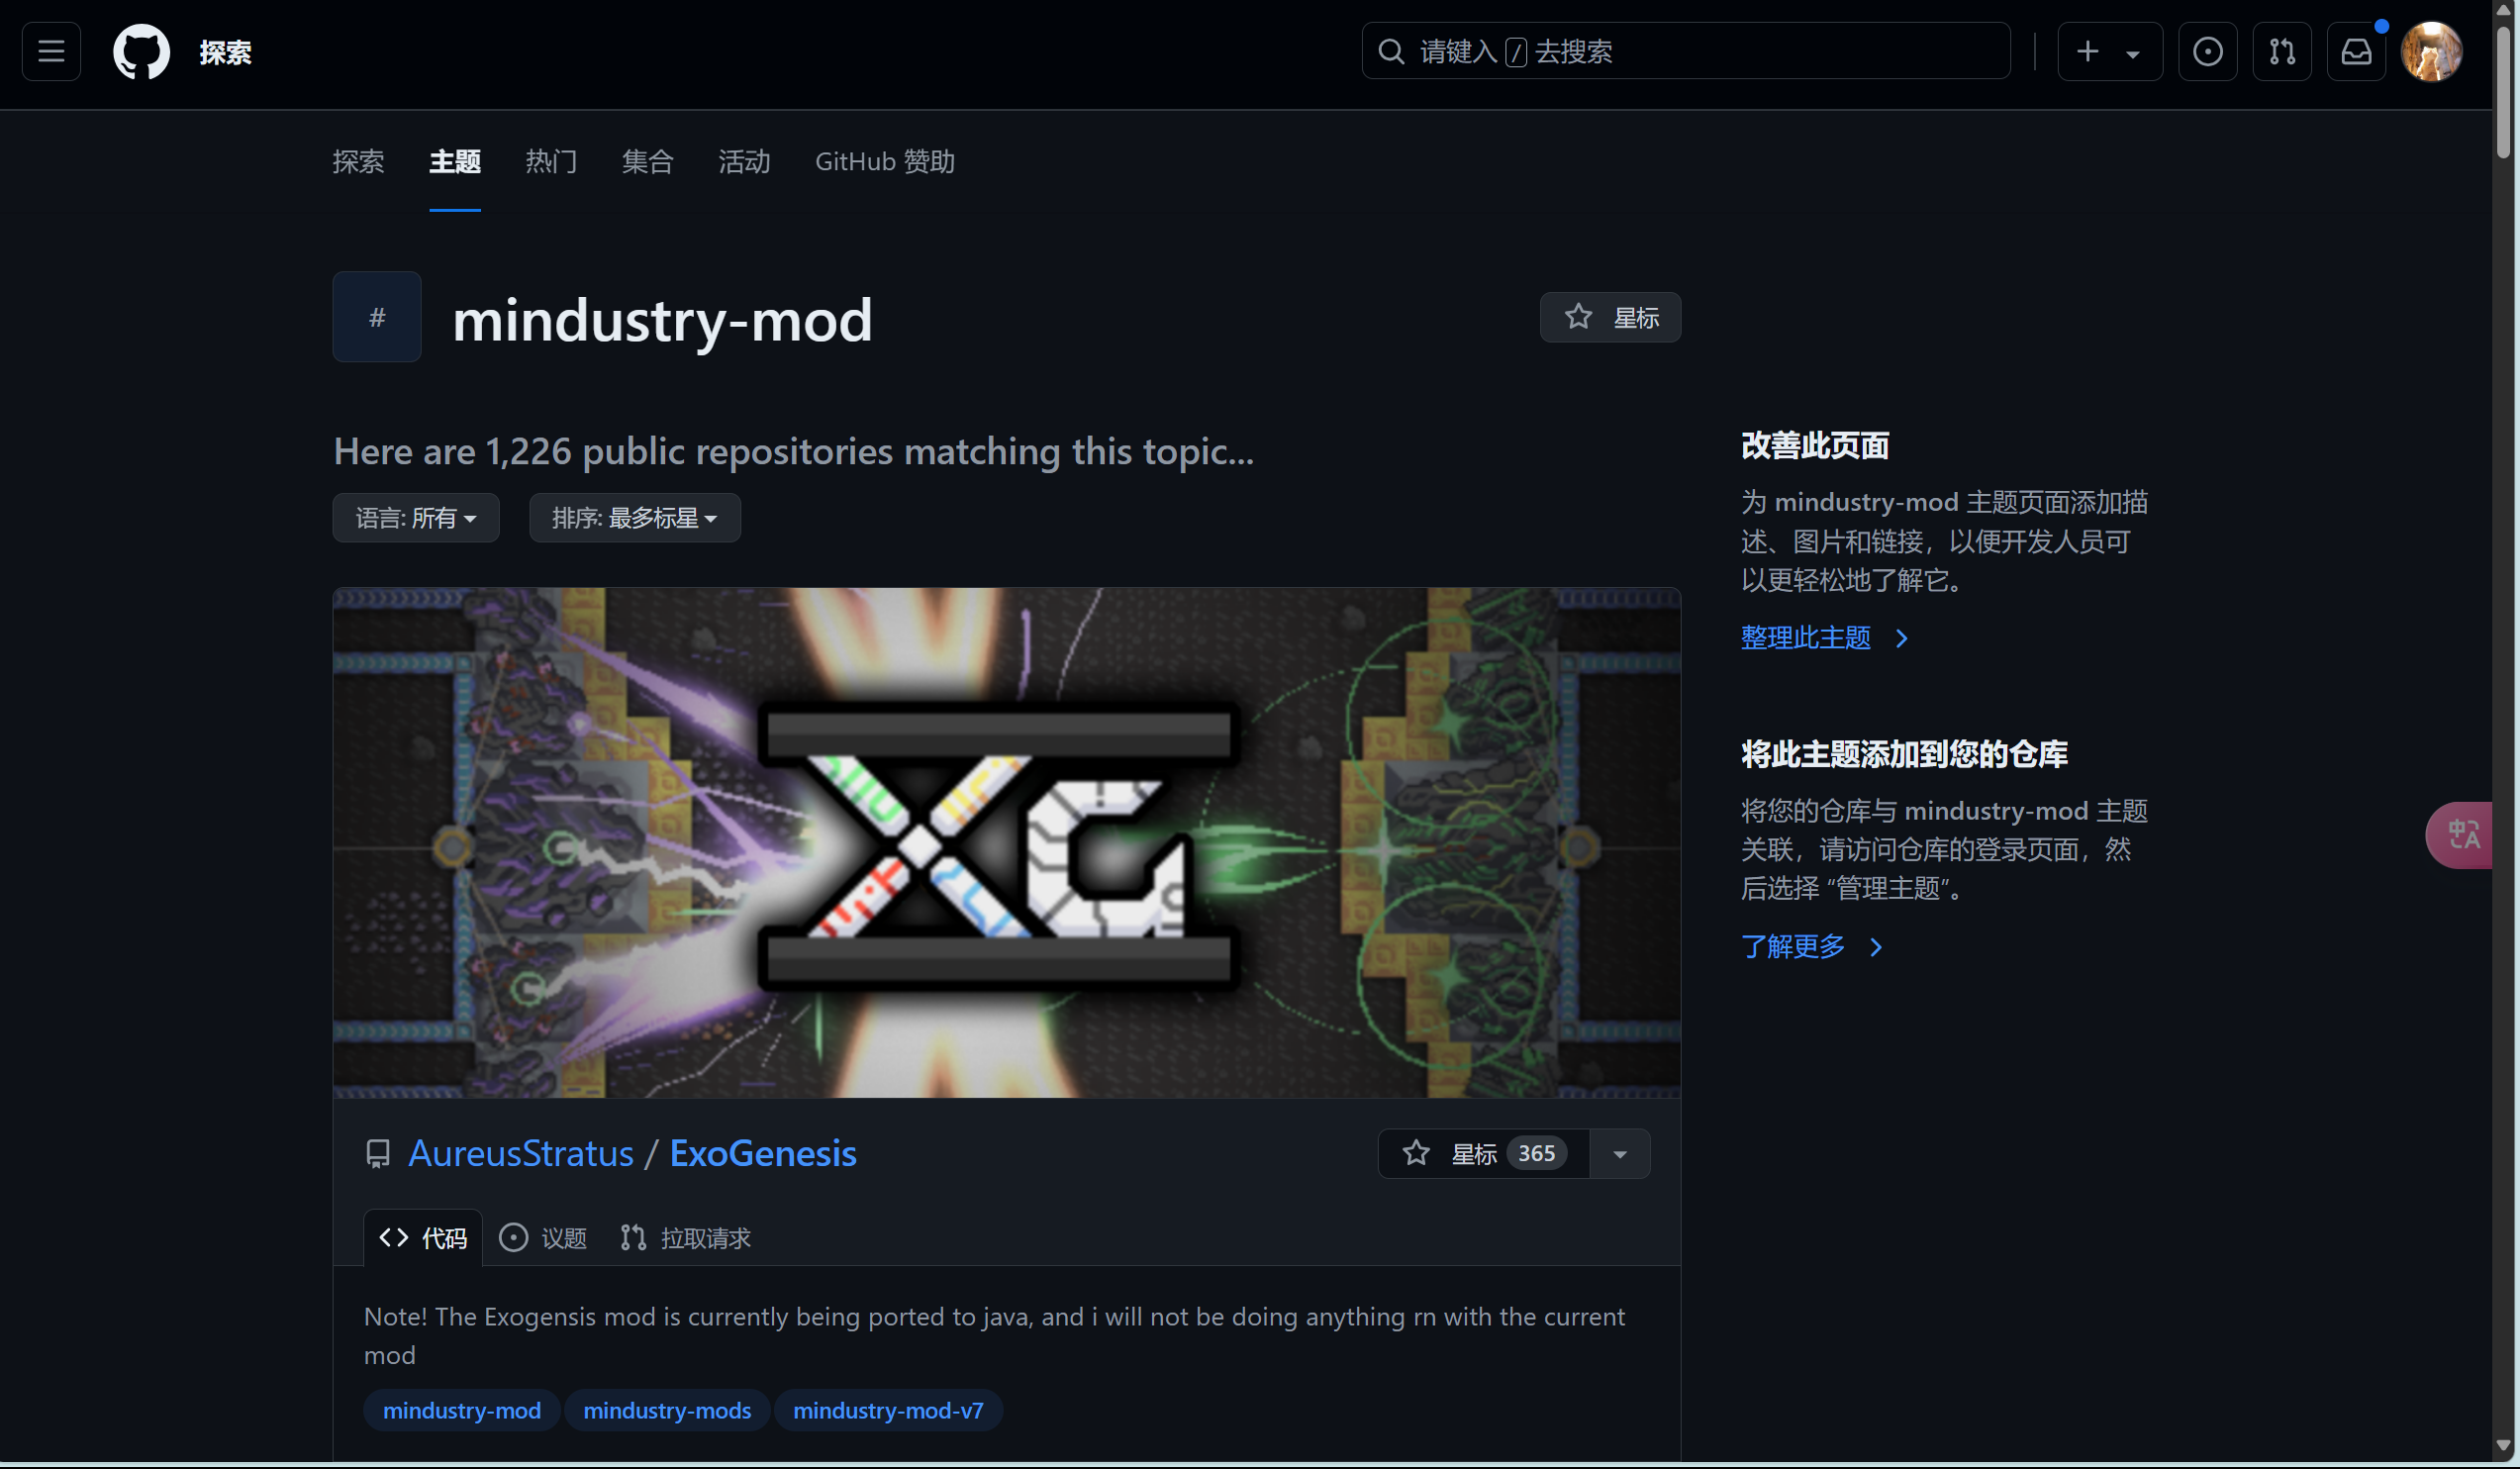 探索
请键入 / 去搜索
探索 主题 热门 集合 活动 GitHub 赞助
# mindustry-mod
星标
Here are 1,226 public repositories matching this topic...
语言: 所有
排序: 最多标星
XG
AureusStratus / ExoGenesis
星标 365
代码 议题 拉取请求
Note! The Exogensis mod is currently being ported to java, and i will not be doing anything rn with the current
mod
mindustry-mod mindustry-mods mindustry-mod-v7
改善此页面
为 mindustry-mod 主题页面添加描
述、图片和链接，以便开发人员可
以更轻松地了解它。
整理此主题
将此主题添加到您的仓库
将您的仓库与 mindustry-mod 主题
关联，请访问仓库的登录页面，然
后选择 “管理主题”。
了解更多
中A